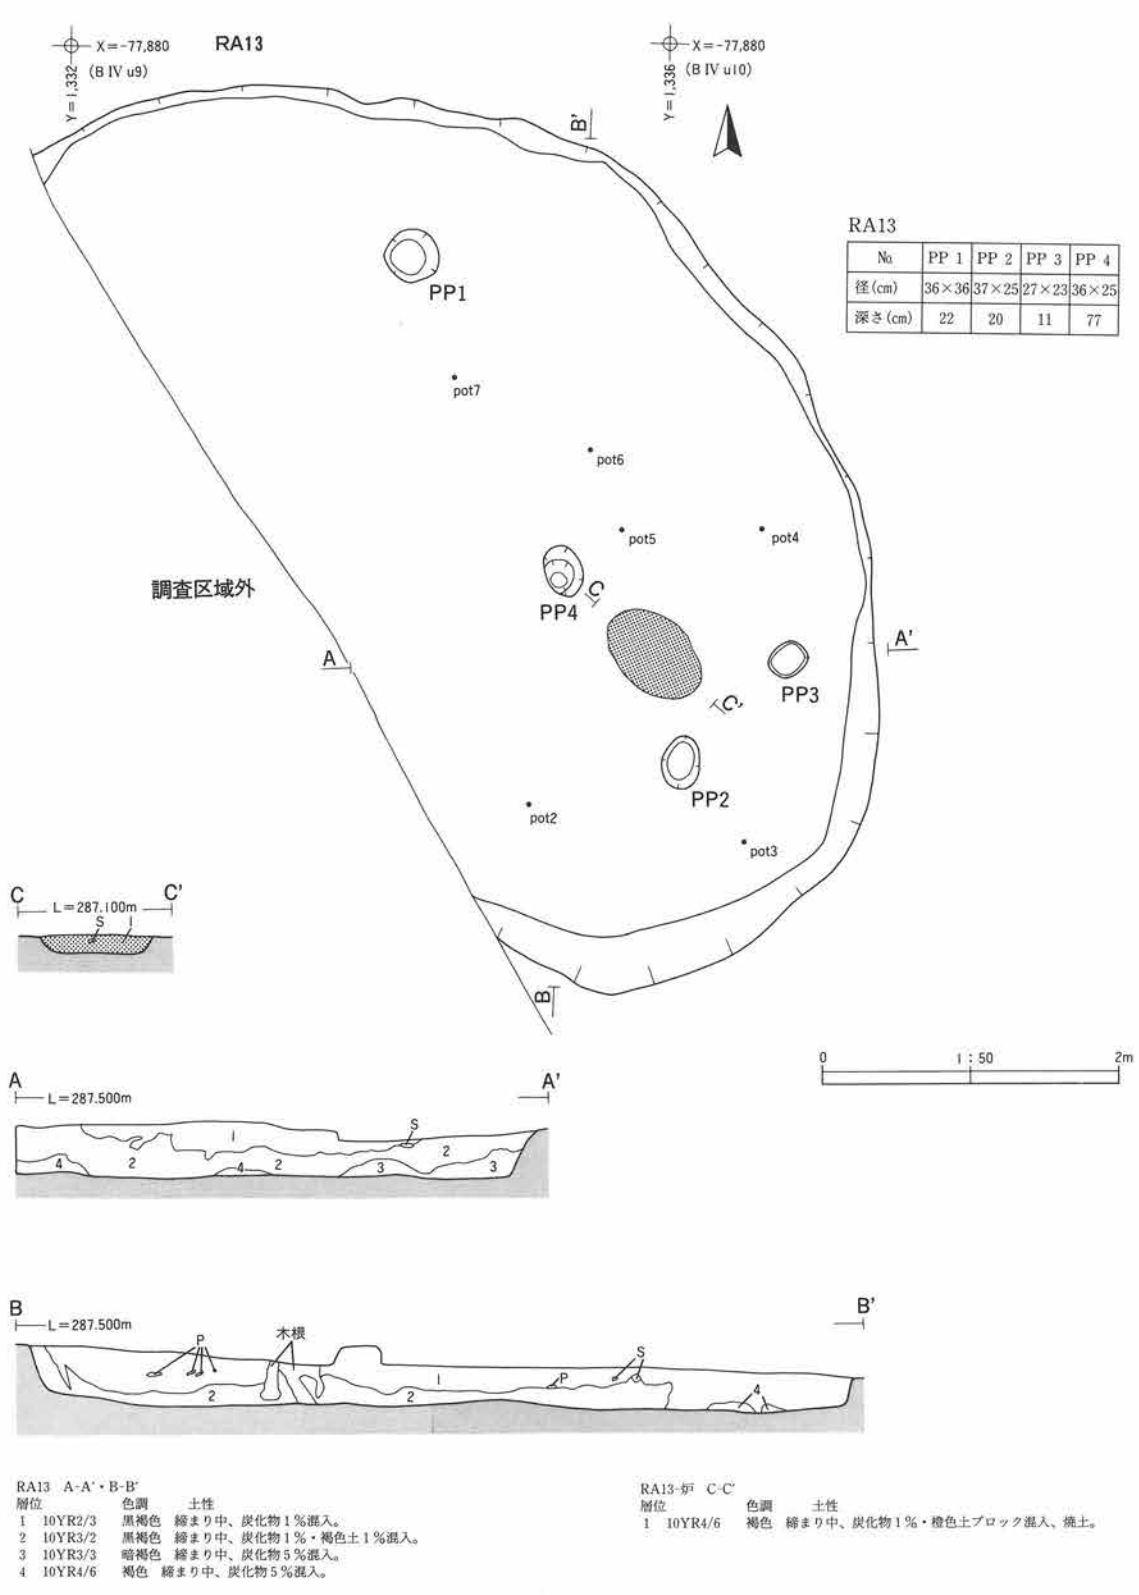 RA13
X=-77,880
(BⅣu9)
Y=1,332
X=-77,880
(BⅣu10)
Y=1,336
B'
PP1
pot7
pot6
pot5
pot4
調査区域外
PP4
C
A
A'
PP3
C'
PP2
pot2
pot3
B
RA13
№ PP 1 PP 2 PP 3 PP 4
径(cm) 36×36 37×25 27×23 36×25
深さ(cm) 22 20 11 77
C C'
L=287.100m
S 1
0 1:50 2m
A A'
L=287.500m
S
1
2
4 2 4 2 3 3
B B'
L=287.500m
P 木根 S
1 P
2 2 4
RA13 A-A'・B-B'
層位 色調 土性
1 10YR2/3 黒褐色 締まり中、炭化物1%混入。
2 10YR3/2 黒褐色 締まり中、炭化物1%・褐色土1%混入。
3 10YR3/3 暗褐色 締まり中、炭化物5%混入。
4 10YR4/6 褐色 締まり中、炭化物5%混入。
RA13-炉 C-C'
層位 色調 土性
1 10YR4/6 褐色 締まり中、炭化物1%・橙色土ブロック混入、焼土。